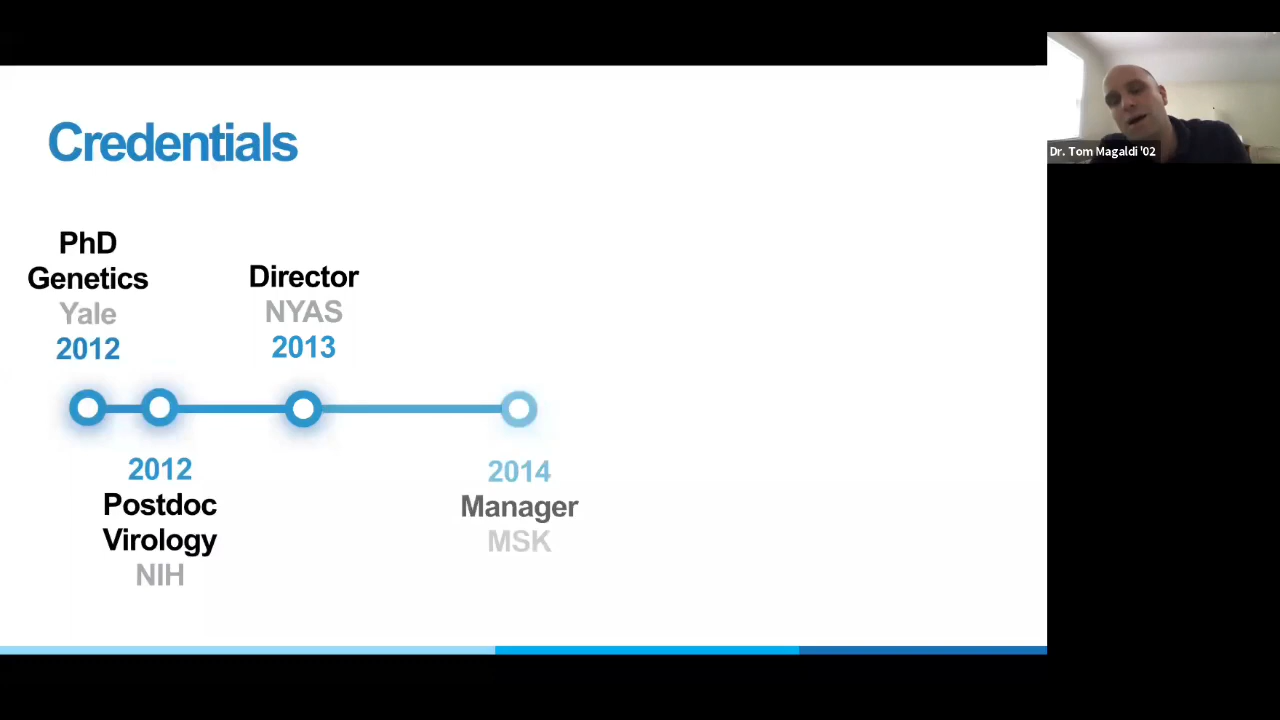 Credentials
PhD
Genetics
Yale
2012
Director
NYAS
2013
2012
Postdoc
Virology
NIH
2014
Manager
MSK
Dr. Tom Magaldi '02